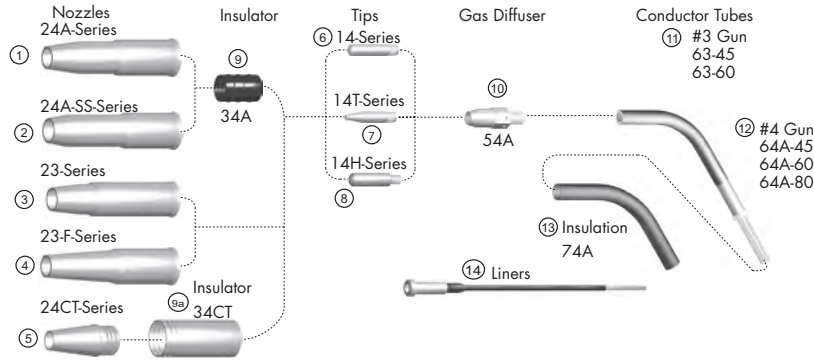 Nozzles
24A-Series
1
24A-SS-Series
2
23-Series
3
23-F-Series
4
24CT-Series
5
Insulator
9
34A
Insulator
9a
34CT
Tips
6 14-Series
14T-Series
7
14H-Series
8
Gas Diffuser
10
54A
Conductor Tubes
11 #3 Gun
63-45
63-60
12 #4 Gun
64A-45
64A-60
64A-80
13 Insulation
74A
14 Liners